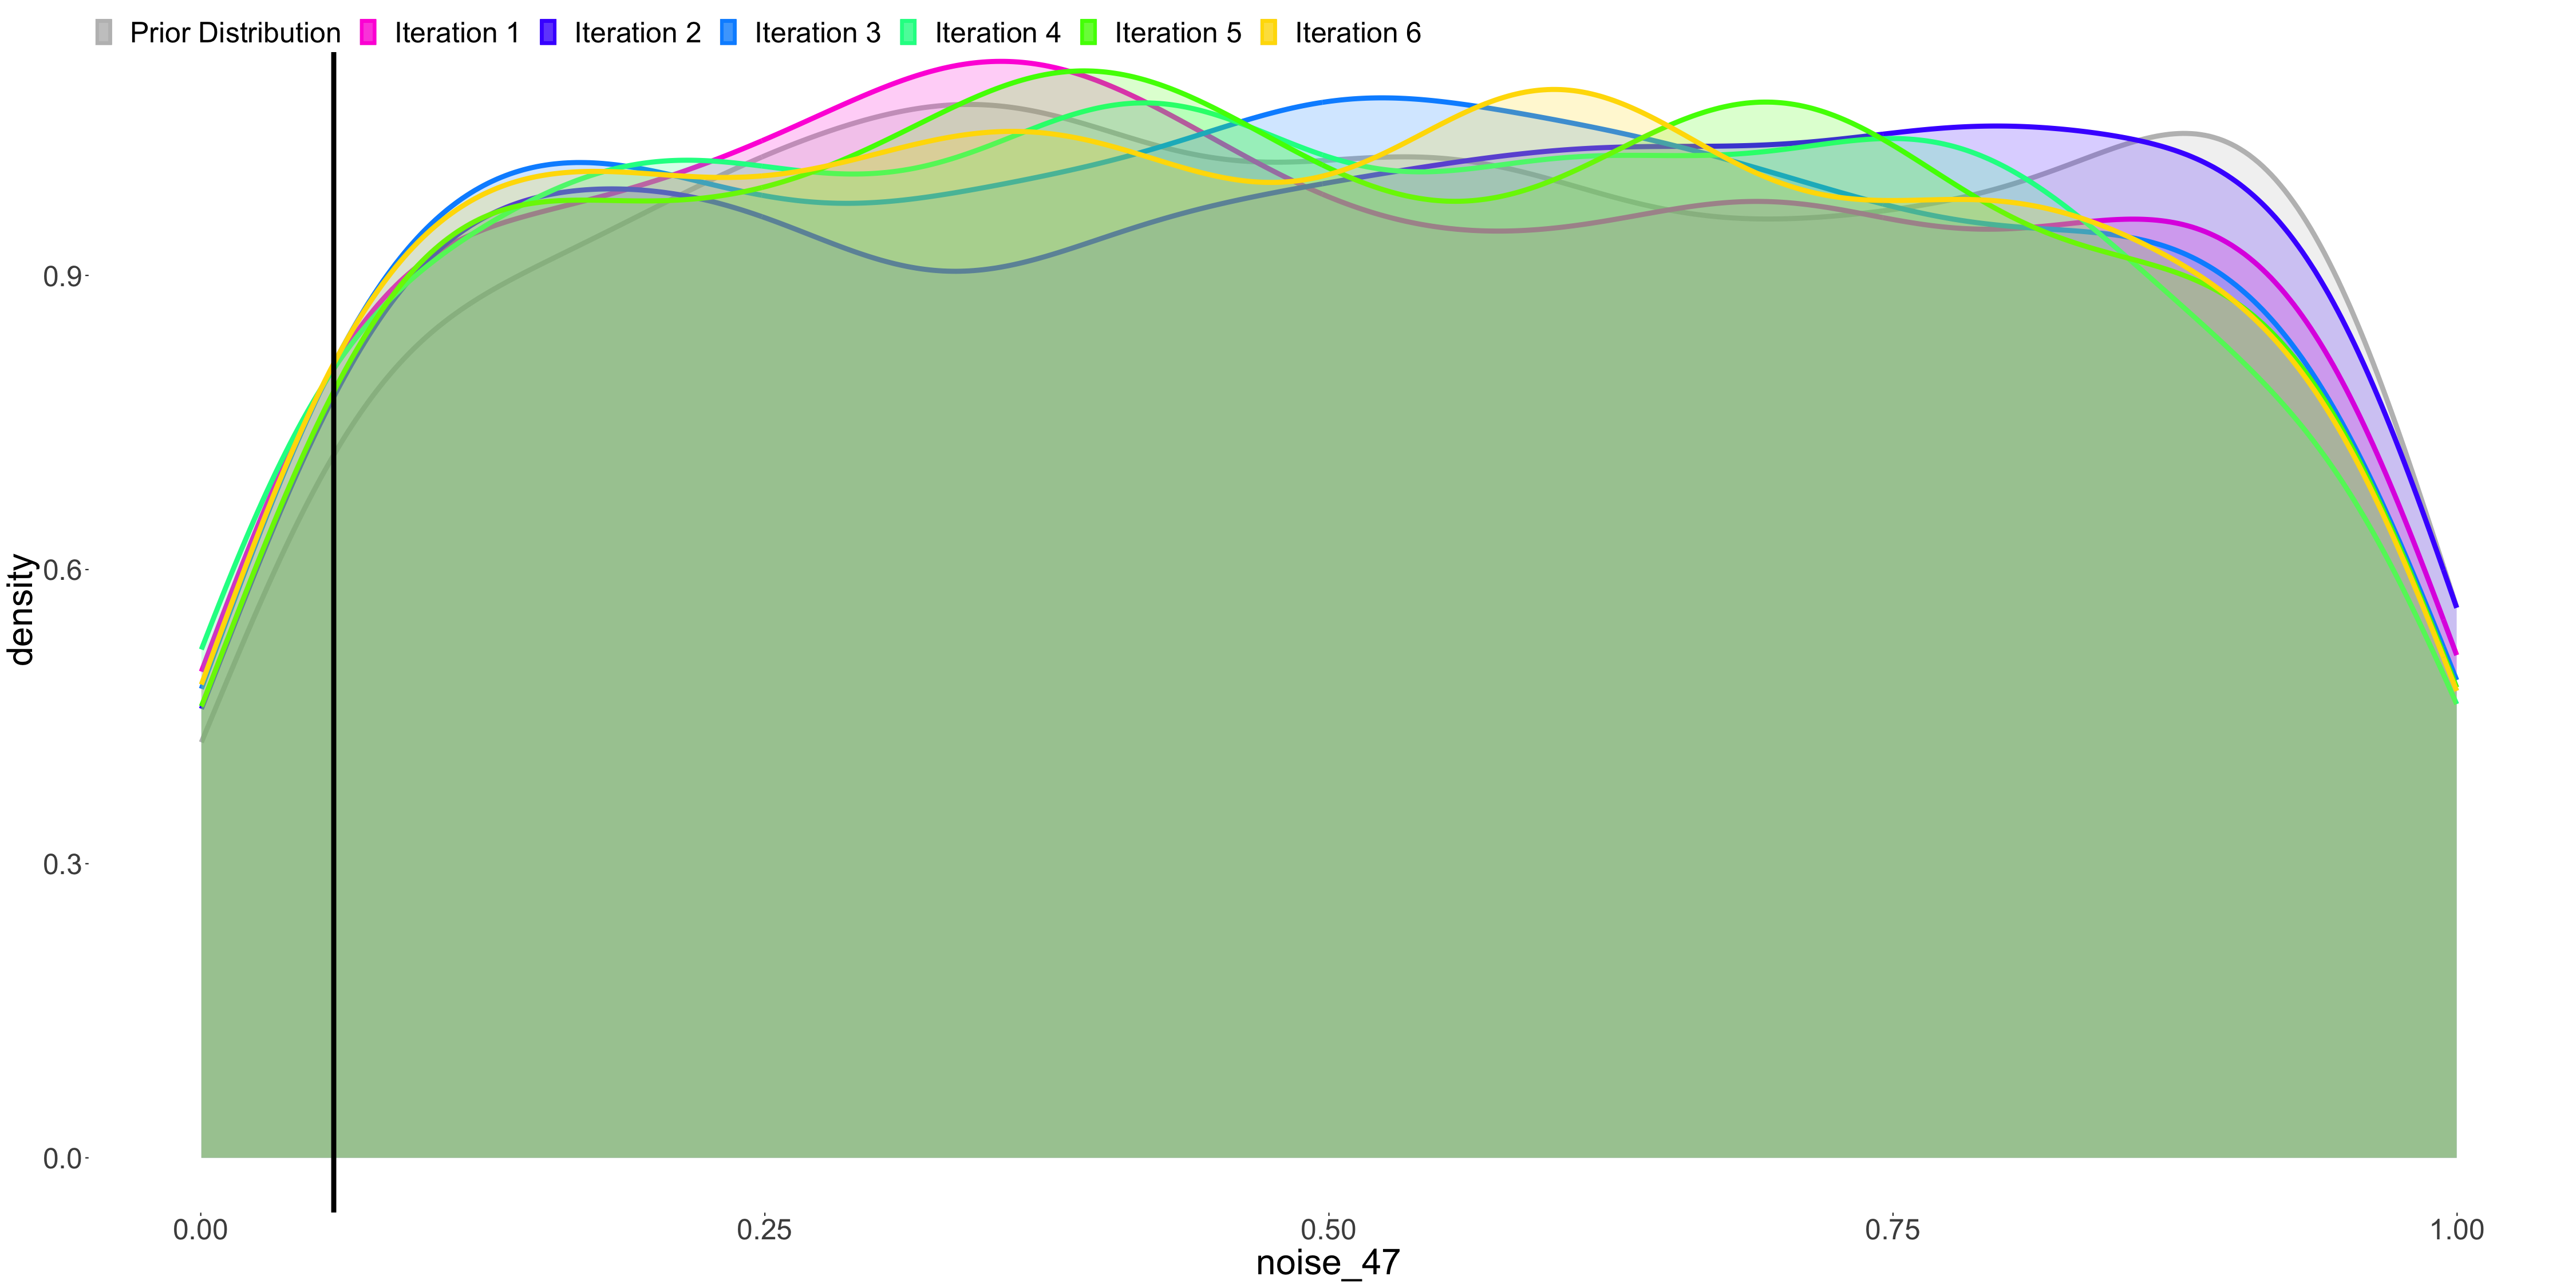 Prior Distribution Iteration 1 Iteration 2 Iteration 3 Iteration 4 Iteration 5 Iteration 6
density
0.9
0.6
0.3
0.0
0.00 0.25 0.50 0.75 1.00
noise_47